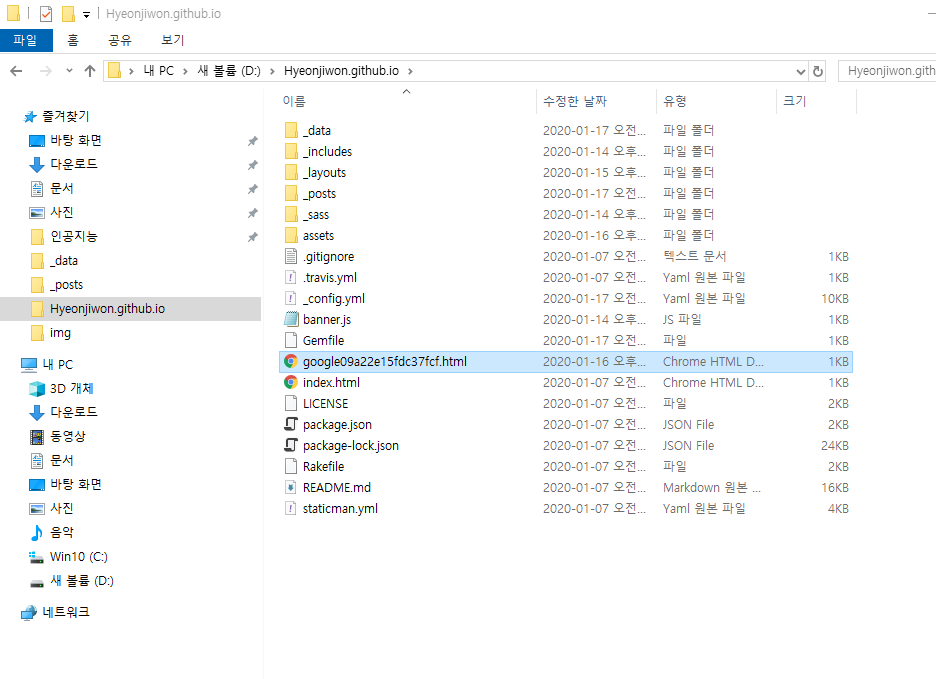 Hyeonjiwon.github.io
파일 홈 공유 보기
내 PC 새 볼륨 (D:) Hyeonjiwon.github.io Hyeonjiwon.gith
즐겨찾기
바탕 화면
다운로드
문서
사진
인공지능
_data
_posts
Hyeonjiwon.github.io
img
내 PC
3D 개체
다운로드
동영상
문서
바탕 화면
사진
음악
Win10 (C:)
새 볼륨 (D:)
네트워크
이름 수정한 날짜 유형 크기
_data 2020-01-17 오전... 파일 폴더
_includes 2020-01-14 오후... 파일 폴더
_layouts 2020-01-15 오후... 파일 폴더
_posts 2020-01-17 오전... 파일 폴더
_sass 2020-01-14 오후... 파일 폴더
assets 2020-01-16 오후... 파일 폴더
.gitignore 2020-01-07 오전... 텍스트 문서 1KB
.travis.yml 2020-01-07 오전... Yaml 원본 파일 1KB
_config.yml 2020-01-17 오전... Yaml 원본 파일 10KB
banner.js 2020-01-14 오후... JS 파일 1KB
Gemfile 2020-01-17 오전... 파일 1KB
google09a22e15fdc37fcf.html 2020-01-16 오후... Chrome HTML D... 1KB
index.html 2020-01-07 오전... Chrome HTML D... 1KB
LICENSE 2020-01-07 오전... 파일 2KB
package.json 2020-01-07 오전... JSON File 2KB
package-lock.json 2020-01-07 오전... JSON File 24KB
Rakefile 2020-01-07 오전... 파일 2KB
README.md 2020-01-07 오전... Markdown 원본 ... 16KB
staticman.yml 2020-01-07 오전... Yaml 원본 파일 4KB